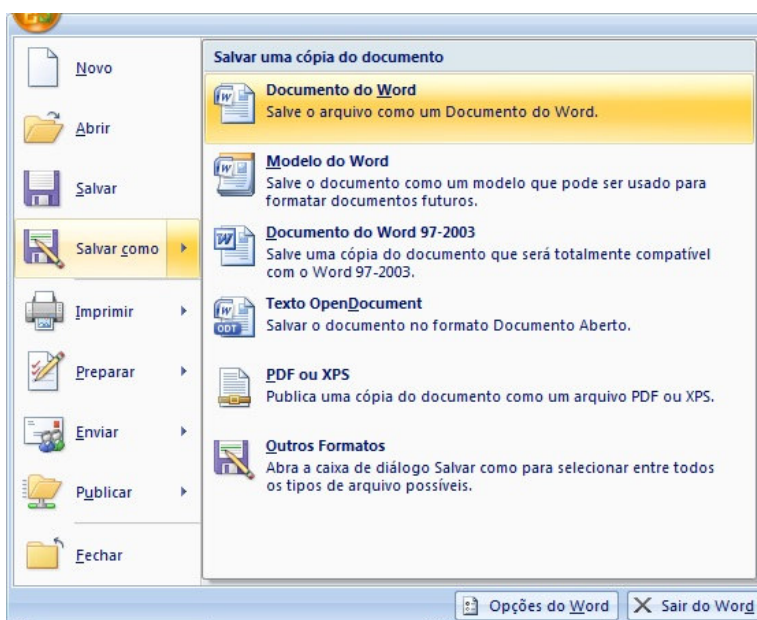 Novo
Abrir
Salvar
Salvar como
Imprimir
Preparar
Enviar
Publicar
Fechar
Salvar uma cópia do documento
Documento do Word
Salve o arquivo como um Documento do Word.
Modelo do Word
Salve o documento como um modelo que pode ser usado para
formatar documentos futuros.
Documento do Word 97-2003
Salve uma cópia do documento que será totalmente compatível
com o Word 97-2003.
ODT
Texto OpenDocument
Salvar o documento no formato Documento Aberto.
PDF ou XPS
Publica uma cópia do documento como um arquivo PDF ou XPS.
Outros Formatos
Abra a caixa de diálogo Salvar como para selecionar entre todos
os tipos de arquivo possíveis.
Opções do Word
Sair do Word